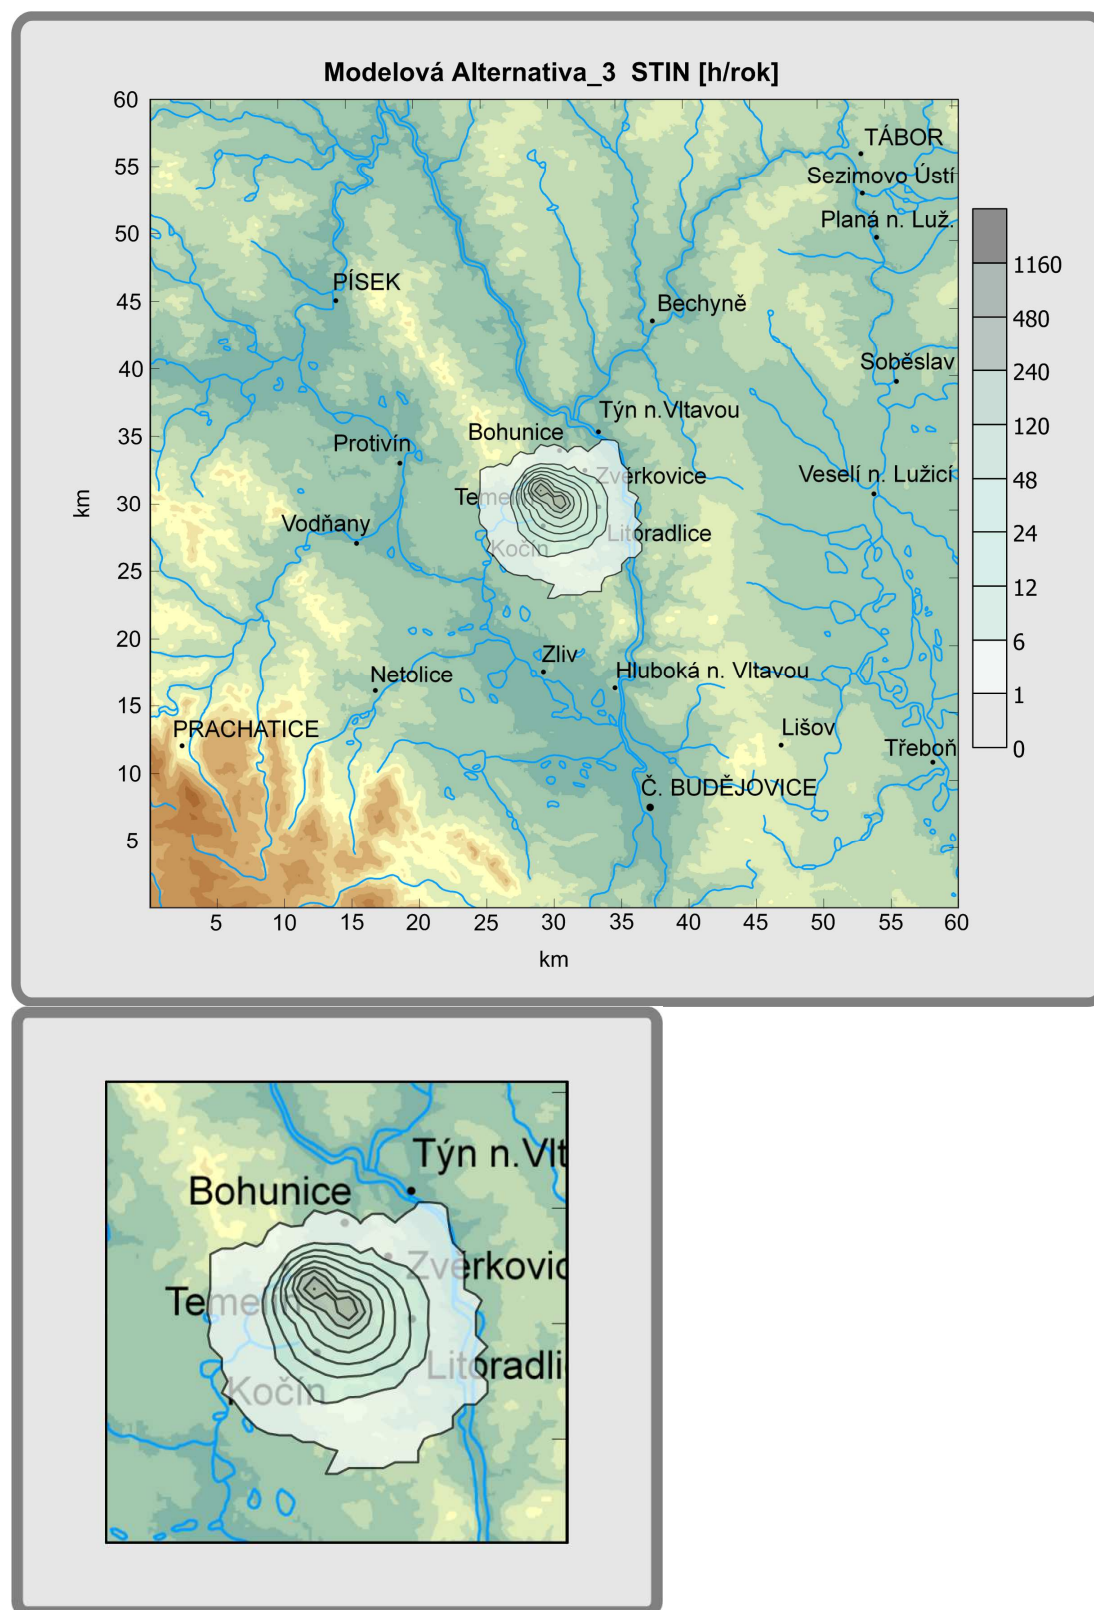 Modelová Alternativa_3  STIN [h/rok]
60
55
50
45
40
35
30
25
20
15
10
5
km
TÁBOR
Sezimovo Ústí
Planá n. Luž.
PÍSEK
Bechyně
Soběslav
Týn n.Vltavou
Bohunice
Protivín
Zvěrkovice
Veselí n. Lužicí
Temelín
Vodňany
Litoradlice
Kočín
Zliv
Hluboká n. Vltavou
Netolice
PRACHATICE
Lišov
Třeboň
Č. BUDĚJOVICE
5 10 15 20 25 30 35 40 45 50 55 60
km
1160
480
240
120
48
24
12
6
1
0
Týn n.Vlt
Bohunice
Zvěrkovic
Temelín
Litoradli
Kočín